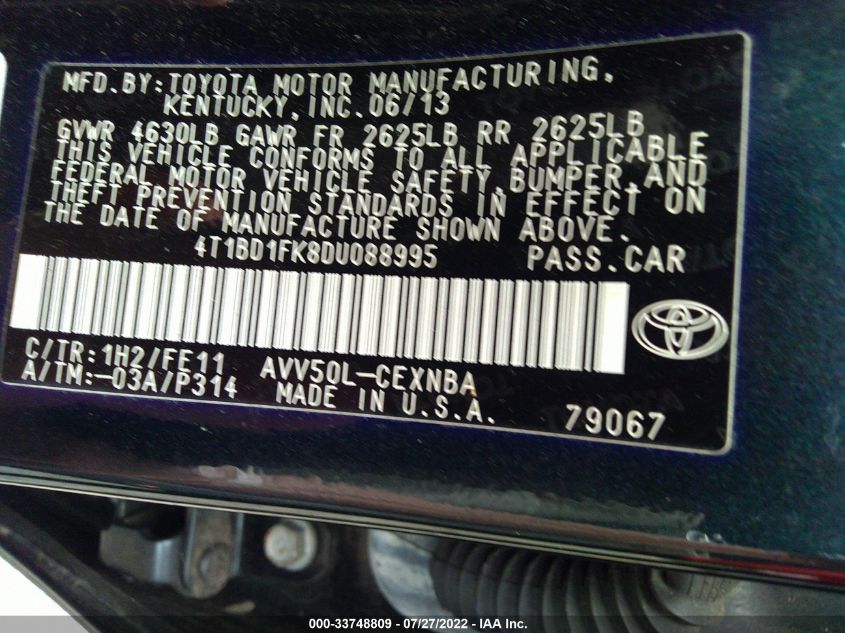 MFD.BY:TOYOTA MOTOR MANUFACTURING,
KENTUCKY,INC.06/13
GVWR 4630LB GAWR FR 2625LB RR 2625LB
THIS VEHICLE CONFORMS TO ALL APPLICABLE
FEDERAL MOTOR VEHICLE SAFETY,BUMPER,AND
THEFT PREVENTION STANDARDS IN EFFECT ON
THE DATE OF MANUFACTURE SHOWN ABOVE.
4T1BD1FK8DU088995 PASS.CAR
C/TR:1H2/FE11 AVV50L-CEXNBA
A/TM:-03A/P314 MADE IN U.S.A. 79067
000-33748809 / 07/27/2022 - IAA Inc.